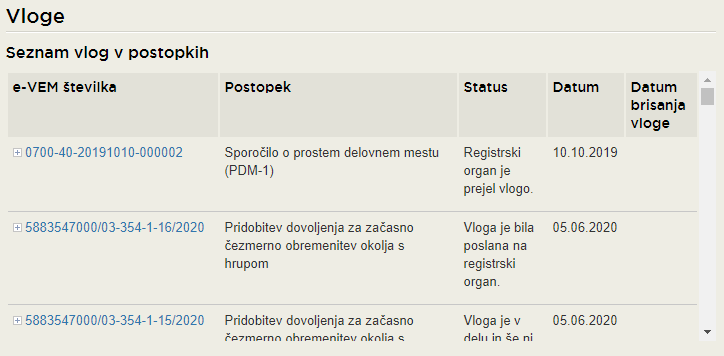 Vloge
Seznam vlog v postopkih
e-VEM številka Postopek Status Datum Datum brisanja vloge
0700-40-20191010-000002 Sporočilo o prostem delovnem mestu (PDM-1) Registrski organ je prejel vlogo. 10.10.2019
5883547000/03-354-1-16/2020 Pridobitev dovoljenja za začasno čezmerno obremenitev okolja s hrupom Vloga je bila poslana na registrski organ. 05.06.2020
5883547000/03-354-1-15/2020 Pridobitev dovoljenja za začasno čezmerno obremenitev okolja s Vloga je v delu in še ni 05.06.2020